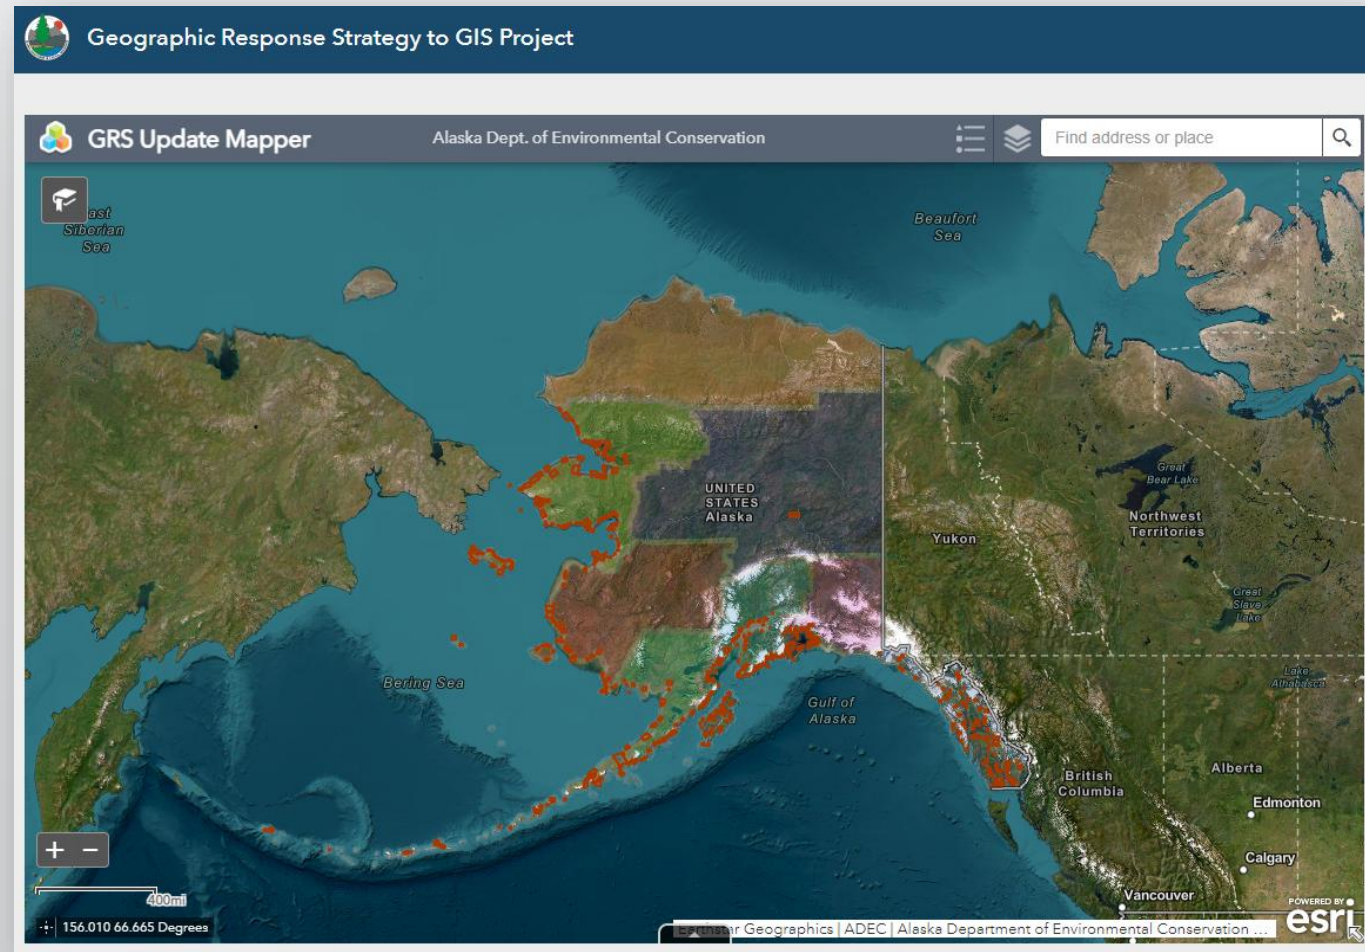 Geographic Response Strategy to GIS Project
GRS Update Mapper
Alaska Dept. of Environmental Conservation
Find address or place
ast
Siberian
Sea
Beaufort
Sea
Great
Bear Lake
UNITED
STATES
Alaska
Northwest
Territories
Yukon
Great
Slave
Lake
Lake
Athabasca
Bering Sea
Gulf of
Alaska
British
Columbia
Alberta
Edmonton
Calgary
Vancouver
+ −
400mi
156.010 66.665 Degrees
Earthstar Geographics | ADEC | Alaska Department of Environmental Conservation ...
POWERED BY
esri